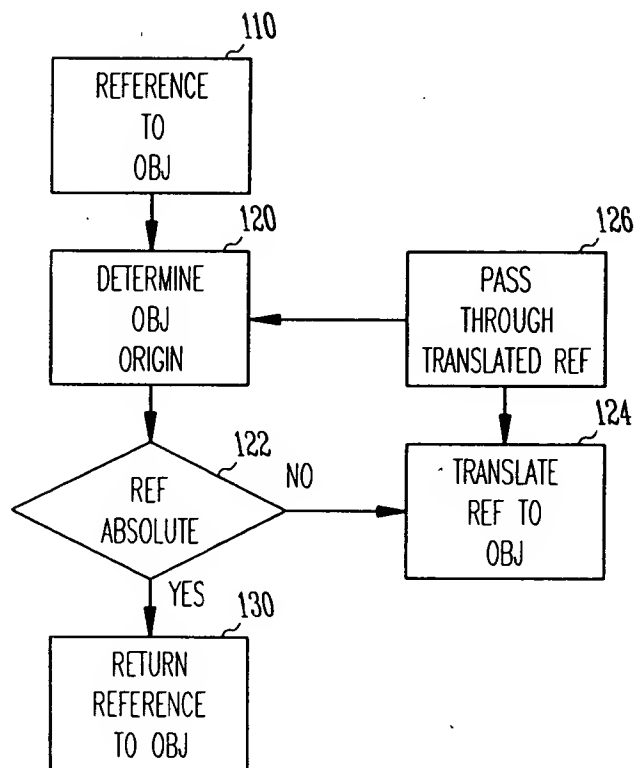 110
REFERENCE
TO
OBJ
120
DETERMINE
OBJ
ORIGIN
126
PASS
THROUGH
TRANSLATED REF
122
REF
ABSOLUTE
NO
YES
124
TRANSLATE
REF TO
OBJ
130
RETURN
REFERENCE
TO OBJ